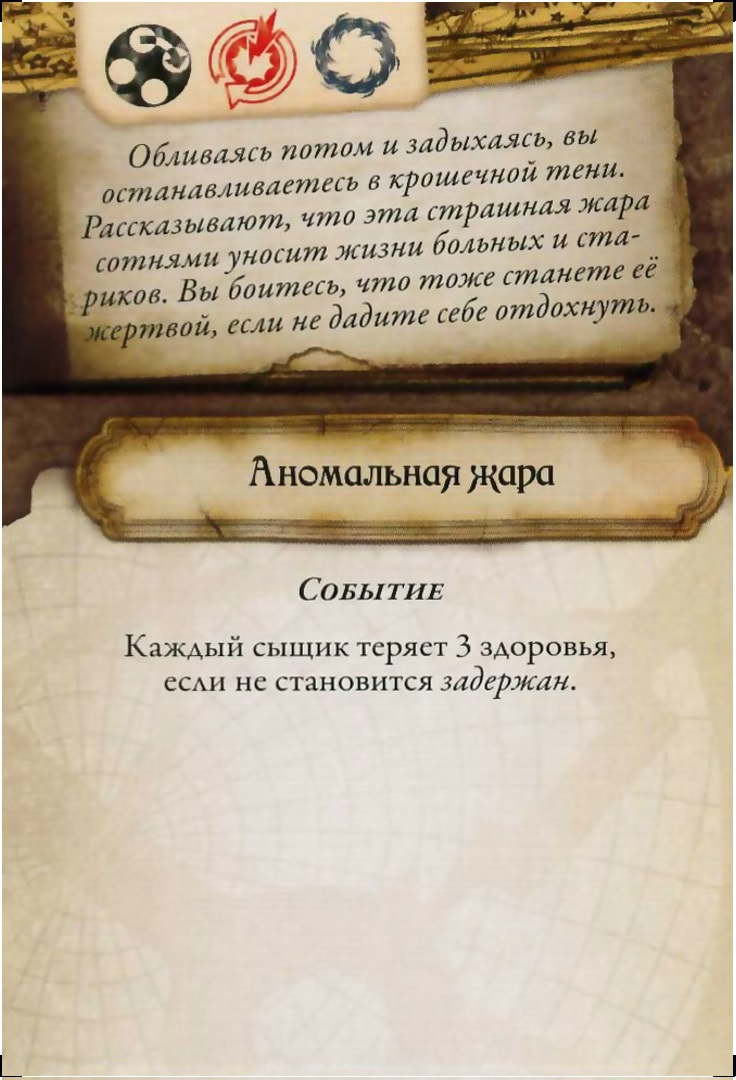 Обливаясь потом и задыхаясь, вы
останавливаетесь в крошечной тени.
Рассказывают, что эта страшная жара
сотнями уносит жизни больных и ста-
риков. Вы боитесь, что тоже станете её
жертвой, если не дадите себе отдохнуть.
Аномальная жара
Событие
Каждый сыщик теряет 3 здоровья,
если не становится задержан.